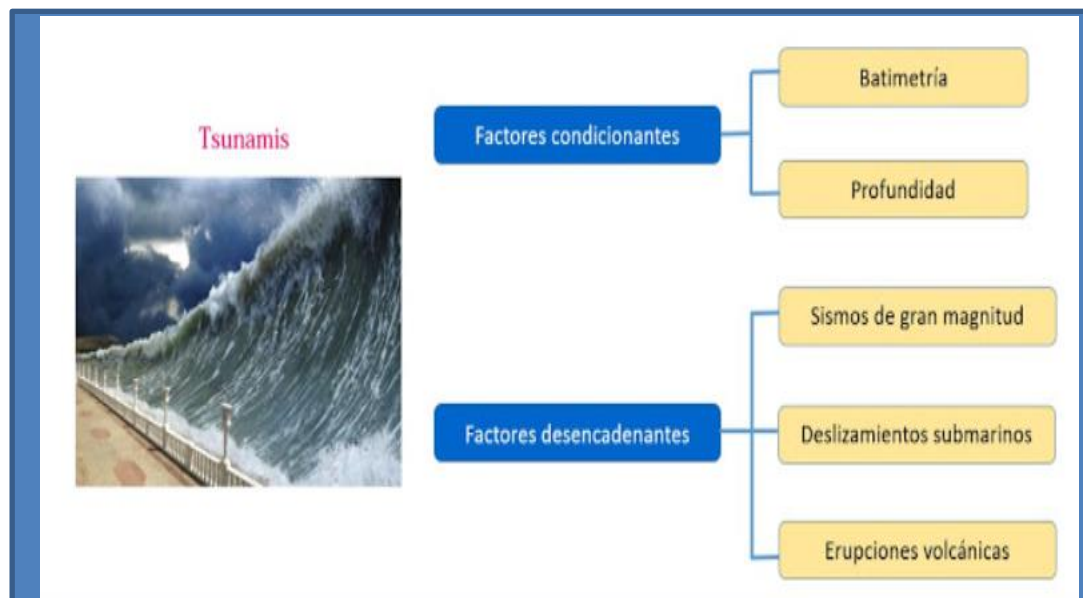 Tsunamis
Factores condicionantes
Batimetría
Profundidad
Factores desencadenantes
Sismos de gran magnitud
Deslizamientos submarinos
Erupciones volcánicas